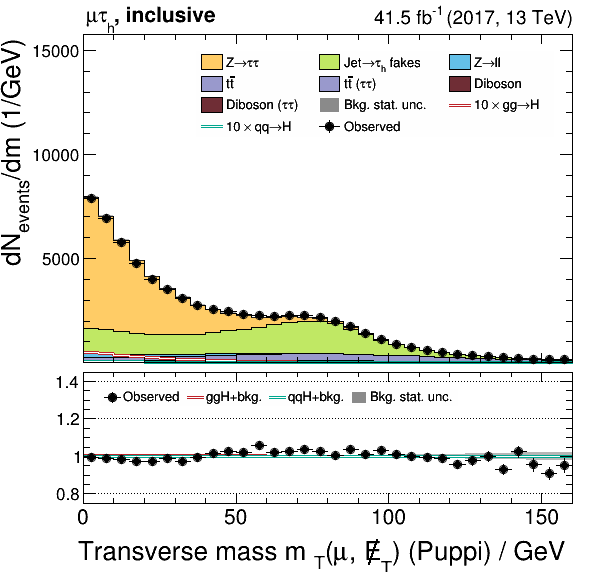 μτh, inclusive
41.5 fb⁻¹ (2017, 13 TeV)
dNevents/dm (1/GeV)
15000
10000
5000
Z→ττ
Jet→τh fakes
Z→ll
tt̄
tt̄ (ττ)
Diboson
Diboson (ττ)
Bkg. stat. unc.
10 × gg→H
10 × qq→H
Observed
1.4
1.2
1
0.8
Observed
ggH+bkg.
qqH+bkg.
Bkg. stat. unc.
0
50
100
150
Transverse mass m T(μ, E̸T) (Puppi) / GeV